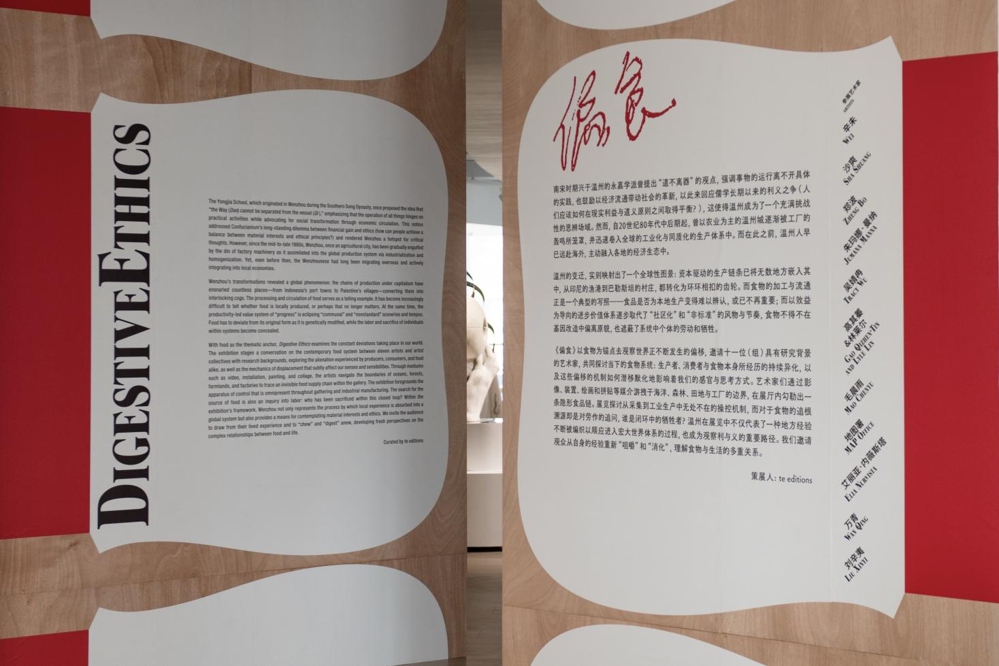 DIGESTIVE ETHICS
The Yongjia School, which originated in Wenzhou during the Southern Song Dynasty, once proposed the idea that
“the Way (Dao) cannot be separated from the vessel (Qi),” emphasizing that the operation of all things hinges on
practical activities while advocating for social transformation through economic circulation. This notion
addressed Confucianism’s long-standing dilemma between financial gain and ethics (how can people achieve a
balance between material interests and ethical principles?) and rendered Wenzhou a hotspot for critical
thoughts. However, since the mid-to-late 1980s, Wenzhou, once an agricultural city, has been gradually engulfed
by the din of factory machinery as it assimilated into the global production system via industrialization and
homogenization. Yet, even before then, the Wenzhounese had long been migrating overseas and actively
integrating into local economies.
Wenzhou’s transformations revealed a global phenomenon: the chains of production under capitalism have
ensnared countless places—from Indonesia’s port towns to Palestine’s villages—converting them into
interlocking cogs. The processing and circulation of food serves as a telling example. It has become increasingly
difficult to tell whether food is locally produced, or perhaps that no longer matters. At the same time, the
productivity-led value system of “progress” is eclipsing “communal” and “nonstandard” sceneries and tempos.
Food has to deviate from its original form as it is genetically modified, while the labor and sacrifice of individuals
within systems become concealed.
With food as the thematic anchor, Digestive Ethics examines the constant deviations taking place in our world.
The exhibition stages a conversation on the contemporary food system between eleven artists and artist
collectives with research backgrounds, exploring the alienation experienced by producers, consumers, and food
alike, as well as the mechanics of displacement that subtly affect our senses and sensibilities. Through mediums
such as video, installation, painting, and collage, the artists navigate the boundaries of oceans, forests,
farmlands, and factories to trace an invisible food supply chain within the gallery. The exhibition foregrounds the
apparatus of control that is omnipresent throughout gathering and industrial manufacturing. The search for the
source of food is also an inquiry into labor: who has been sacrificed within this closed loop? Within the
exhibition’s framework, Wenzhou not only represents the process by which local experience is absorbed into a
global system but also provides a means for contemplating material interests and ethics. We invite the audience
to draw from their lived experience and to “chew” and “digest” anew, developing fresh perspectives on the
complex relationships between food and life.
Curated by te editions
偏食
南宋时期兴于温州的永嘉学派曾提出“道不离器”的观点，强调事物的运行离不开具体
的实践，也鼓励以经济流通带动社会的革新，以此来回应儒学长期以来的利义之争（人
们应该如何在现实利益与道义原则之间取得平衡？），这使得温州成为了一个充满挑战
性的思辨场域。然而，自20世纪80年代中后期起，曾以农业为主的温州城逐渐被工厂的
轰鸣所笼罩，并迅速卷入全球的工业化与同质化的生产体系中。而在此之前，温州人早
已远赴海外，主动融入各地的经济生态中。
温州的变迁，实则映射出了一个全球性图景：资本驱动的生产链条已将无数地方嵌入其
中，从印尼的渔港到巴勒斯坦的村庄，都转化为环环相扣的齿轮。而食物的加工与流通
正是一个典型的写照——食品是否为本地生产变得难以辨认，或已不再重要；而以效益
为导向的进步价值体系逐步取代了“社区化”和“非标准”的风物与节奏，食物不得不在
基因改造中偏离原貌，也遮蔽了系统中个体的劳动和牺牲。
《偏食》以食物为锚点去观察世界正不断发生的偏移，邀请十一位（组）具有研究背景
的艺术家，共同探讨当下的食物系统：生产者、消费者与食物本身所经历的持续异化，以
及这些偏移的机制如何潜移默化地影响着我们的感官与思考方式。艺术家们通过影
像、装置、绘画和拼贴等媒介游拽于海洋、森林、田地与工厂的边界，在展厅内勾勒出一
条隐形食品链。展览探讨从采集到工业生产中无处不在的操控机制，而对于食物的追根
溯源即是对劳作的追问，谁是闭环中的牺牲者？温州在展览中不仅代表了一种地方经验
不断被编织以顺应进入宏大世界体系的过程，也成为观察利与义的重要路径。我们邀请
观众从自身的经验重新“咀嚼”和“消化”，理解食物与生活的多重关系。
策展人：te editions
参展艺术家
ARTISTS
辛未
WEI
沙爽
SHA SHUANG
郑波
ZHENG BO
朱玛娜·曼纳
JUMANA MANNA
吴婧冉
TRACY WU
高其蓁
&林莱尔
GAO QIZHEN-TIN
AND LYLE LIN
毛晨雨
MAO CHENYU
地图署
MAP OFFICE
艾丽亚·内薇斯塔
ELIA NURVISTA
万青
WAN QING
刘辛夷
LIU XINYI